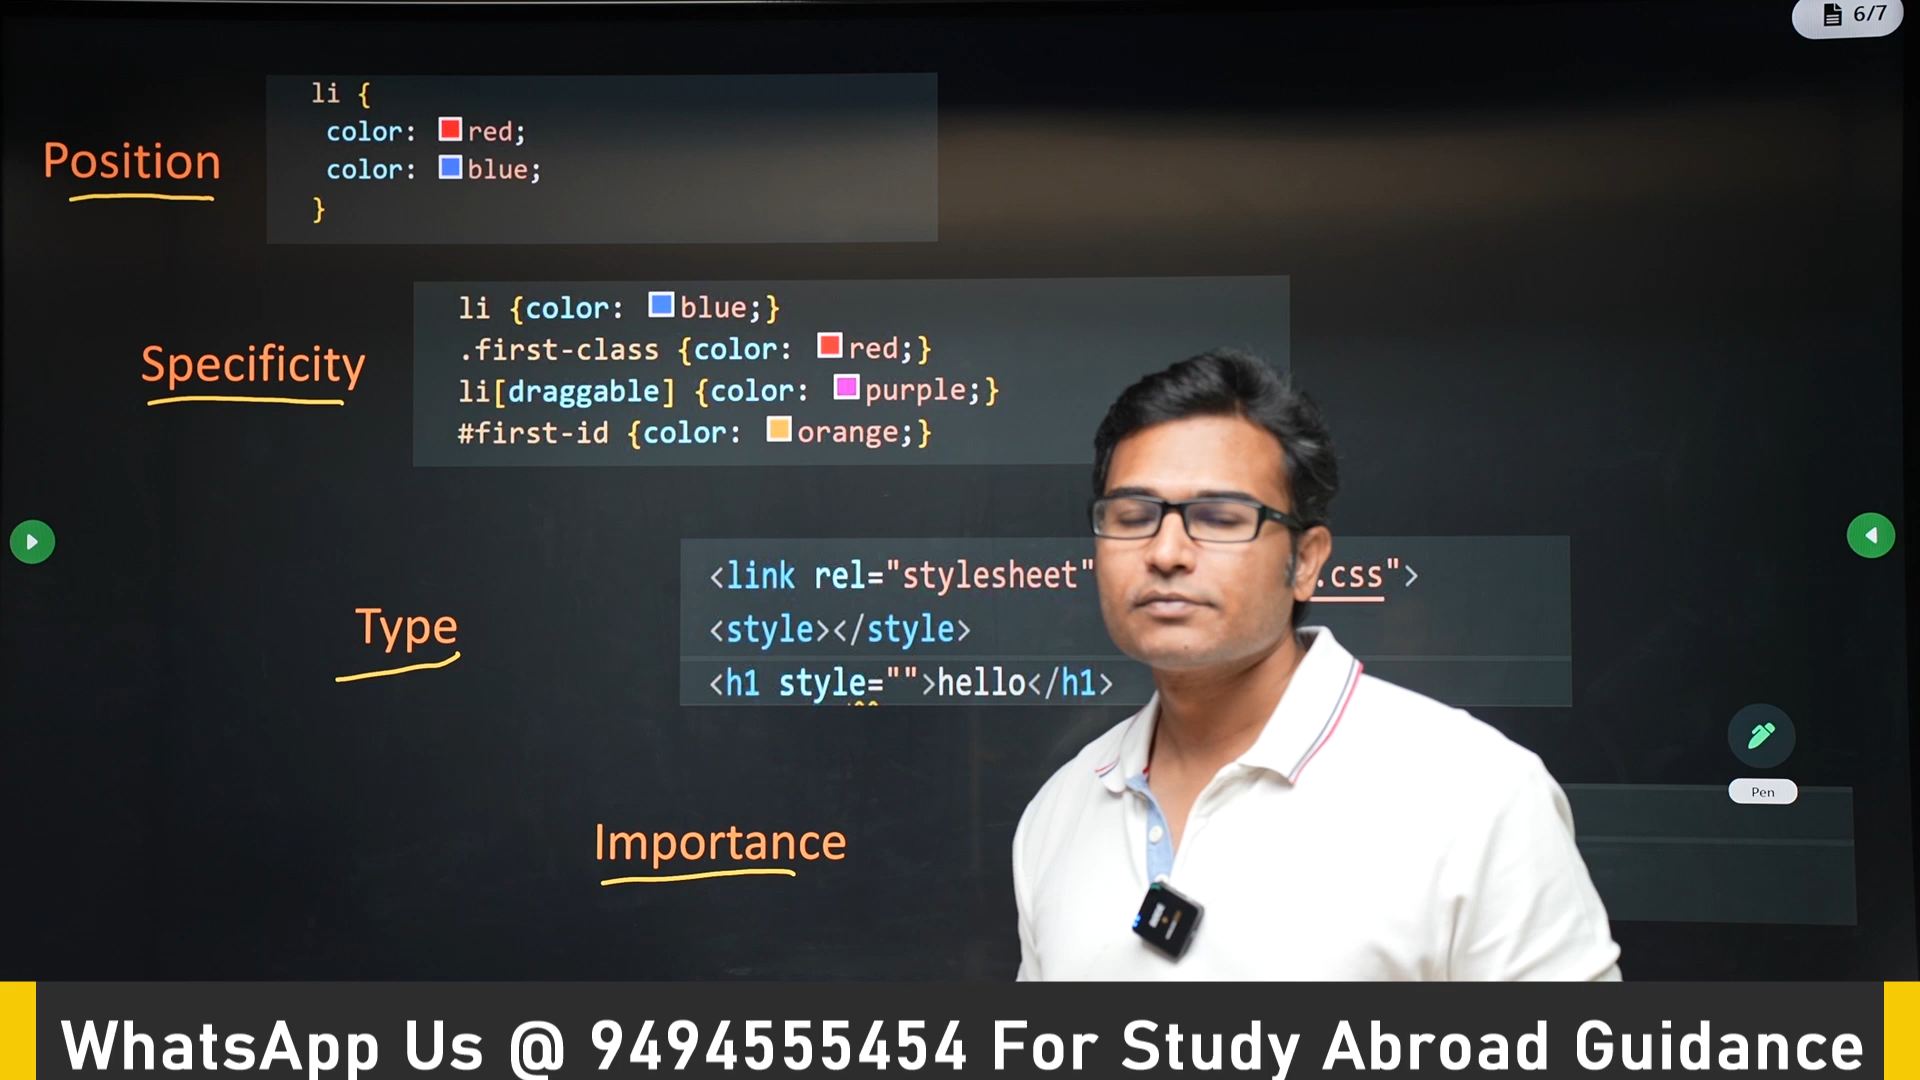 6/7
li {
color: red;
color: blue;
}
Position
li {color: blue;}
.first-class {color: red;}
li[draggable] {color: purple;}
#first-id {color: orange;}
Specificity
<link rel="stylesheet" .css">
<style></style>
<h1 style="">hello</h1>
Type
Pen
Importance
WhatsApp Us @ 9494555454 For Study Abroad Guidance